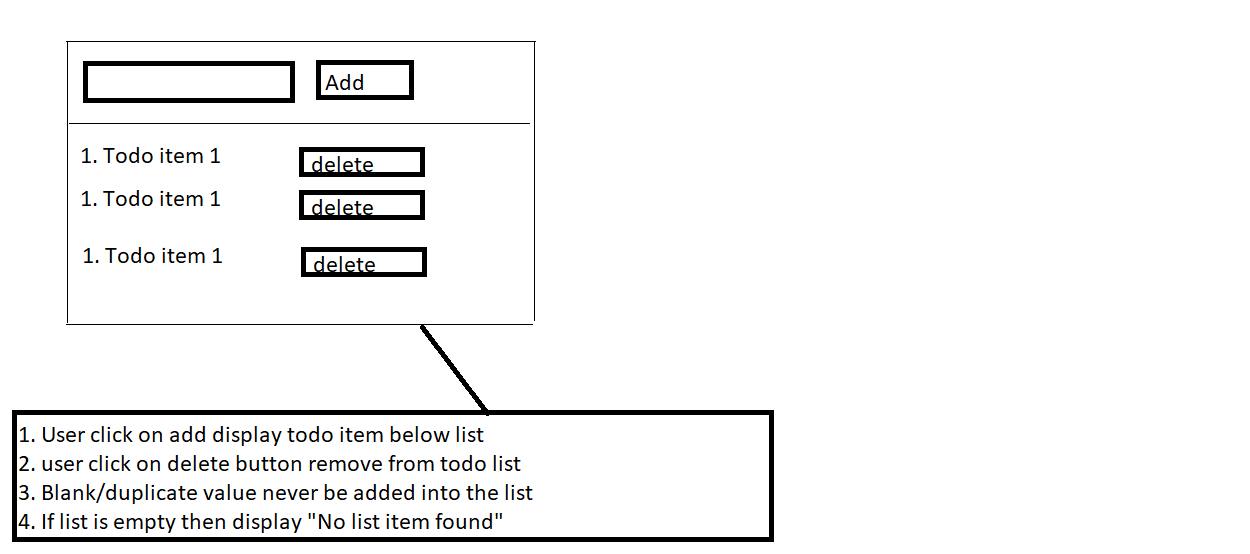 Add
1. Todo item 1 delete
1. Todo item 1 delete
1. Todo item 1 delete
1. User click on add display todo item below list
2. user click on delete button remove from todo list
3. Blank/duplicate value never be added into the list
4. If list is empty then display "No list item found"